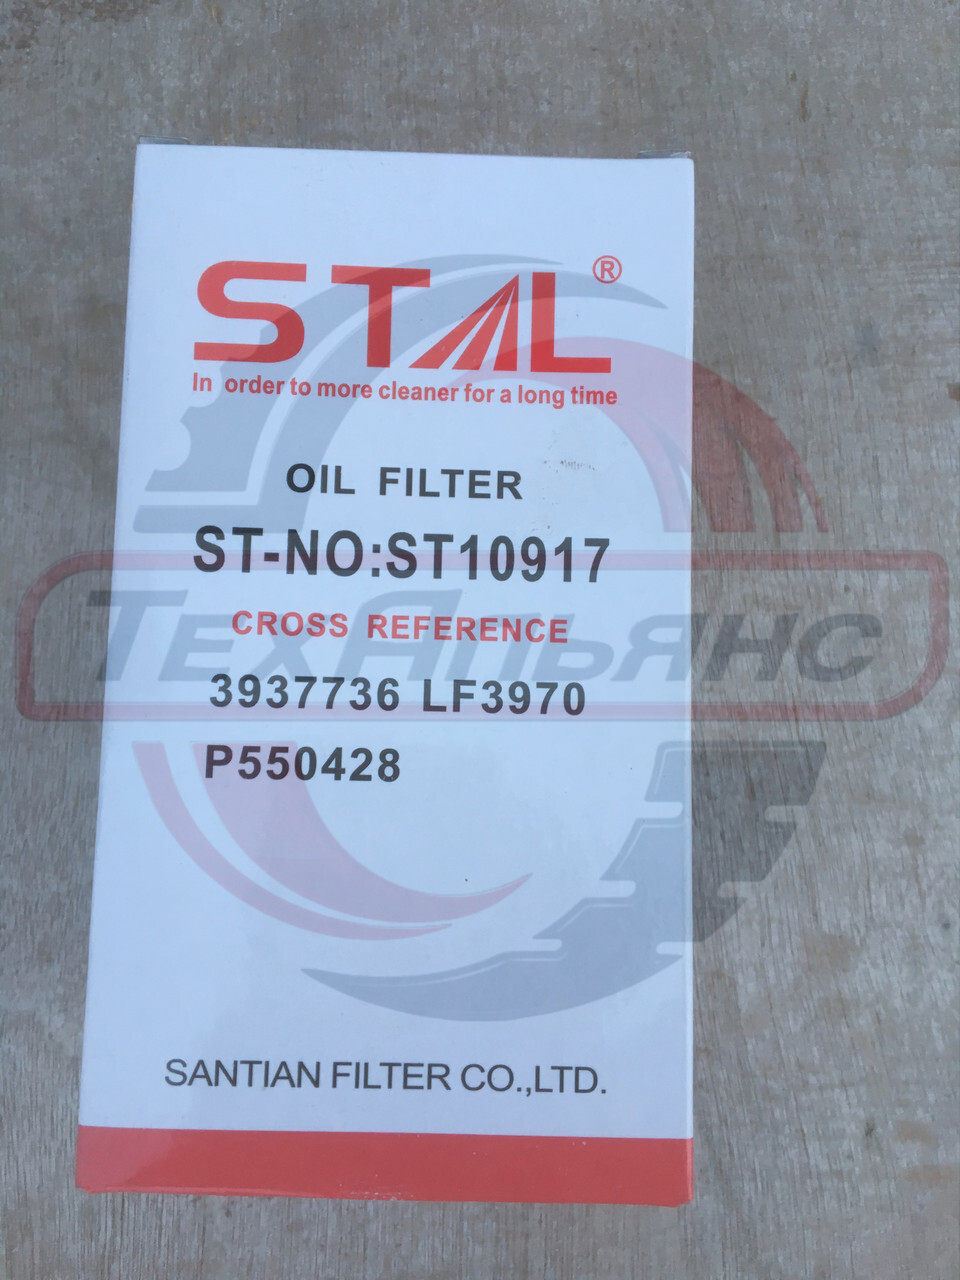 STAL®
In order to more cleaner for a long time
OIL FILTER
ST-NO:ST10917
CROSS REFERENCE
ТехАльянс
3937736 LF3970
P550428
SANTIAN FILTER CO.,LTD.